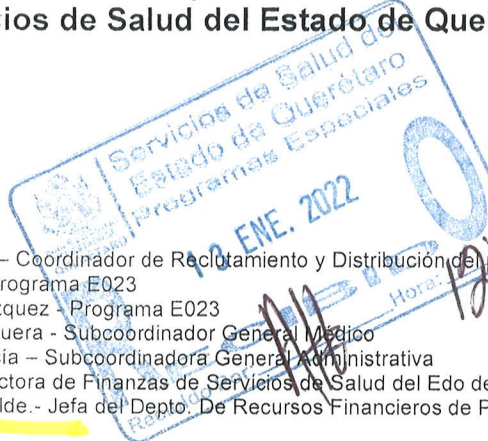 ios de Salud del Estado de Que
Servicios de Salud del
Estado de Querétaro
Programas Especiales
13 ENE. 2022
Hora:
– Coordinador de Reclutamiento y Distribución del
rograma E023
quez - Programa E023
uera - Subcoordinador General Médico
sía – Subcoordinadora General Administrativa
ctora de Finanzas de Servicios de Salud del Edo de
lde.- Jefa del Depto. De Recursos Financieros de P